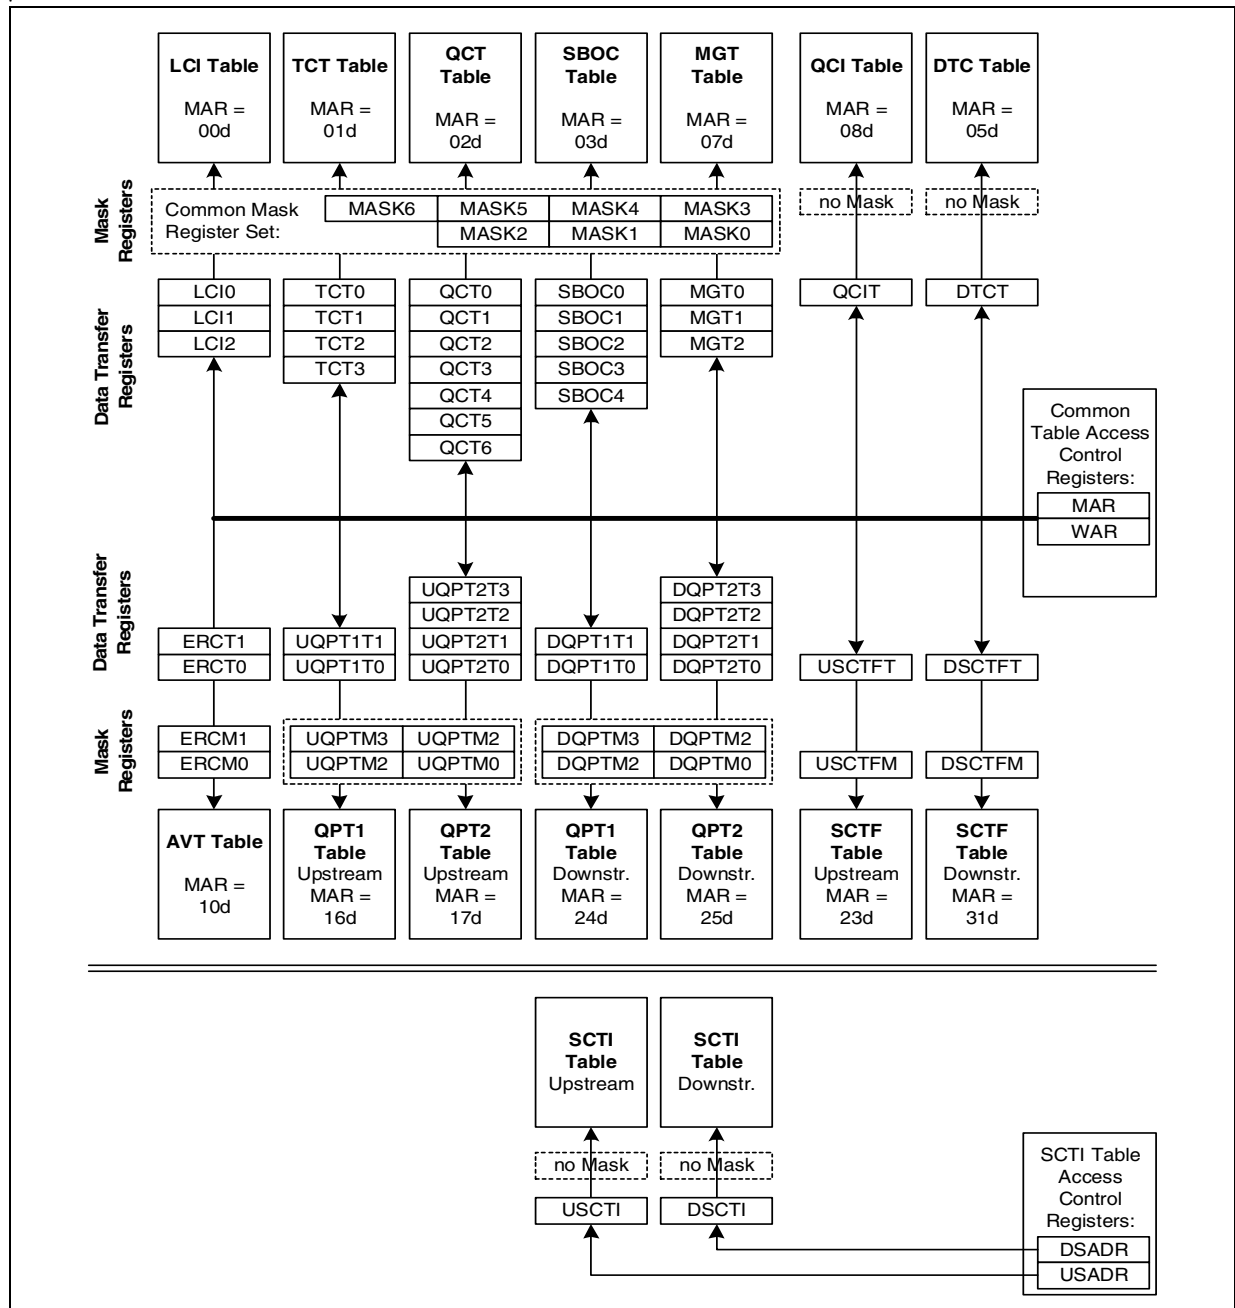 LCI Table
MAR =
00d
TCT Table
MAR =
01d
QCT
Table
MAR =
02d
SBOC
Table
MAR =
03d
MGT
Table
MAR =
07d
QCI Table
MAR =
08d
DTC Table
MAR =
05d
Mask
Registers
Common Mask
Register Set:
MASK6 MASK5 MASK4 MASK3
MASK2 MASK1 MASK0
no Mask
no Mask
Data Transfer
Registers
LCI0
LCI1
LCI2
TCT0
TCT1
TCT2
TCT3
QCT0
QCT1
QCT2
QCT3
QCT4
QCT5
QCT6
SBOC0
SBOC1
SBOC2
SBOC3
SBOC4
MGT0
MGT1
MGT2
QCIT
DTCT
Common
Table Access
Control
Registers:
MAR
WAR
Data Transfer
Registers
ERCT1
ERCT0
UQPT1T1
UQPT1T0
UQPT2T3
UQPT2T2
UQPT2T1
UQPT2T0
DQPT1T1
DQPT1T0
DQPT2T3
DQPT2T2
DQPT2T1
DQPT2T0
USCTFT
DSCTFT
Mask
Registers
ERCM1
ERCM0
UQPTM3 UQPTM2
UQPTM2 UQPTM0
DQPTM3 DQPTM2
DQPTM2 DQPTM0
USCTFM
DSCTFM
AVT Table
MAR =
10d
QPT1
Table
Upstream
MAR =
16d
QPT2
Table
Upstream
MAR =
17d
QPT1
Table
Downstr.
MAR =
24d
QPT2
Table
Downstr.
MAR =
25d
SCTF
Table
Upstream
MAR =
23d
SCTF
Table
Downstr.
MAR =
31d
SCTI
Table
Upstream
SCTI
Table
Downstr.
no Mask
no Mask
USCTI
DSCTI
SCTI Table
Access
Control
Registers:
DSADR
USADR